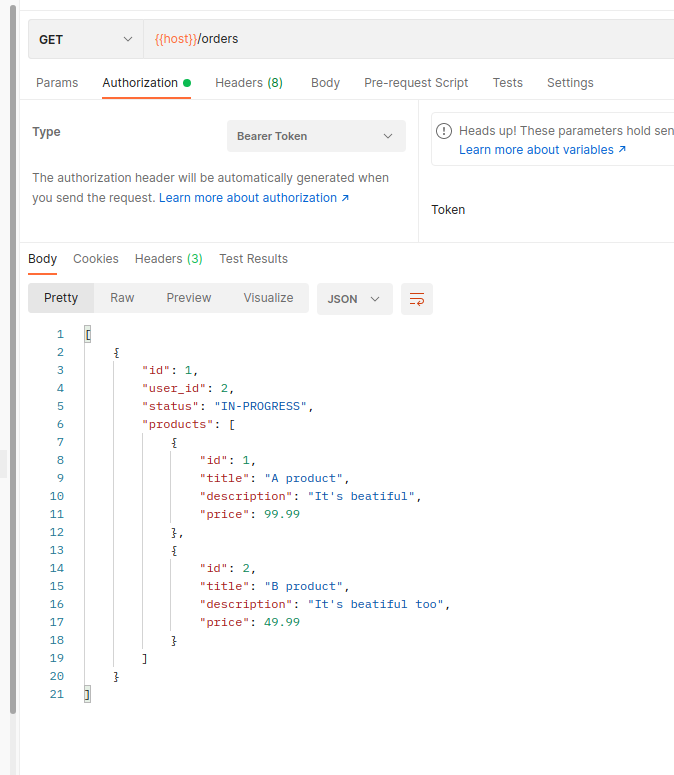 GET {{host}}/orders
Params Authorization Headers (8) Body Pre-request Script Tests Settings
Type Bearer Token
The authorization header will be automatically generated when
you send the request. Learn more about authorization ↗
Heads up! These parameters hold sen
Learn more about variables ↗
Token
Body Cookies Headers (3) Test Results
Pretty Raw Preview Visualize JSON
1 [
2 {
3 "id": 1,
4 "user_id": 2,
5 "status": "IN-PROGRESS",
6 "products": [
7 {
8 "id": 1,
9 "title": "A product",
10 "description": "It's beatiful",
11 "price": 99.99
12 },
13 {
14 "id": 2,
15 "title": "B product",
16 "description": "It's beatiful too",
17 "price": 49.99
18 }
19 ]
20 }
21 ]